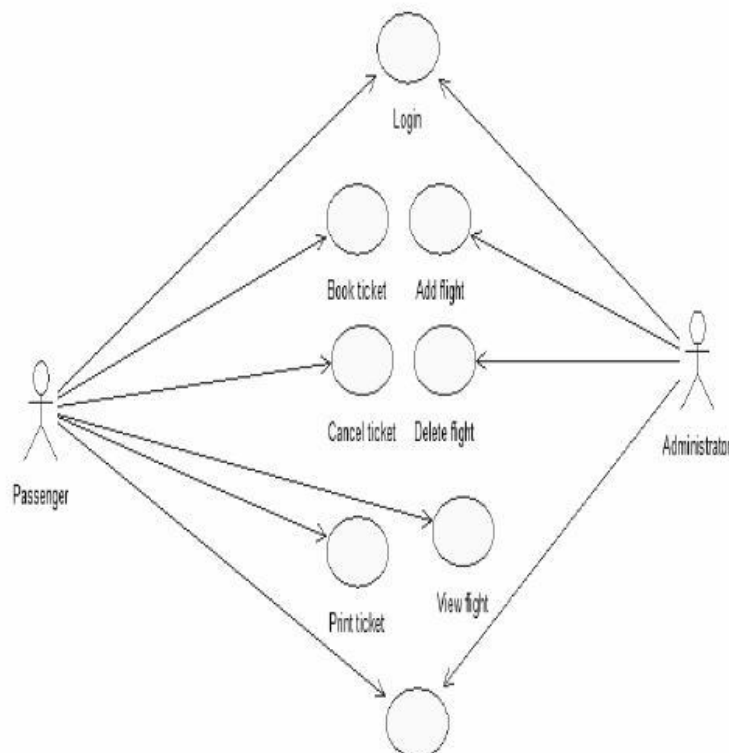 Login
Book ticket
Add flight
Cancel ticket
Delete flight
Administrator
Passenger
View flight
Print ticket